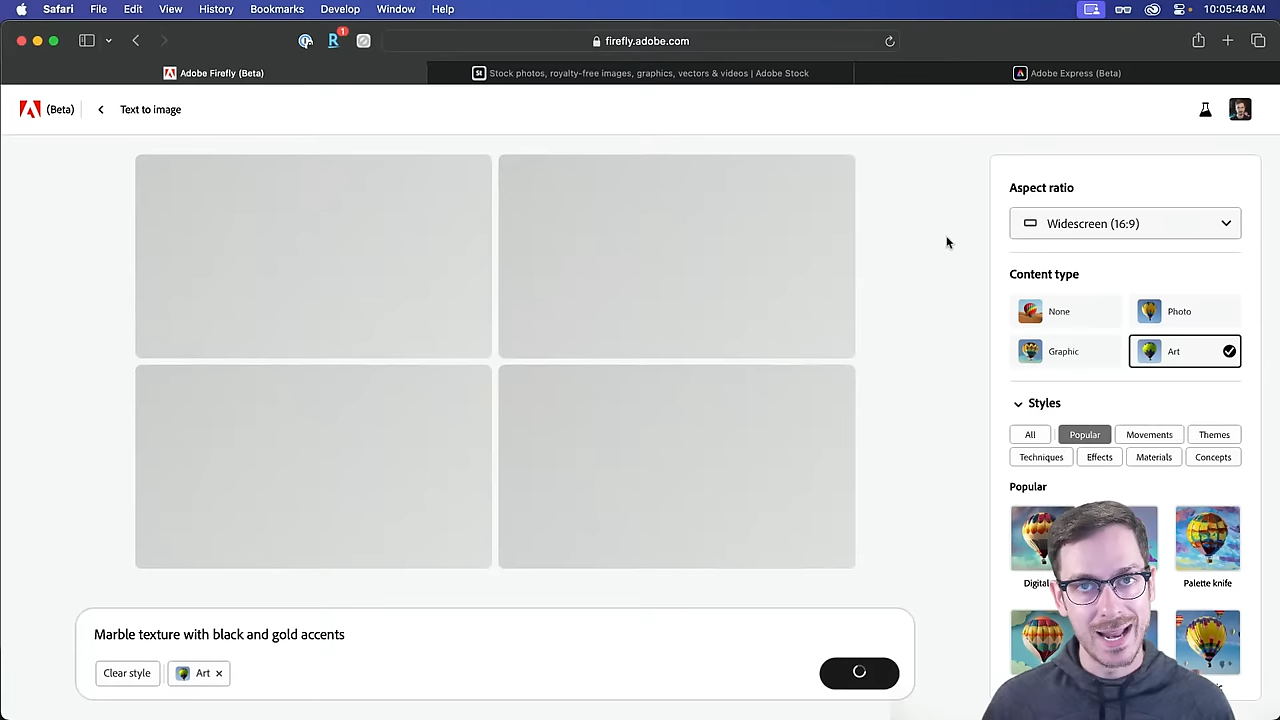 Safari File Edit View History Bookmarks Develop Window Help 10:05:48 AM
R 1 firefly.adobe.com
Adobe Firefly (Beta) St Stock photos, royalty-free images, graphics, vectors & videos | Adobe Stock Adobe Express (Beta)
(Beta) Text to image
Aspect ratio
Widescreen (16:9)
Content type
None Photo
Graphic Art
Styles
All Popular Movements Themes
Techniques Effects Materials Concepts
Popular
Digital Palette knife
Marble texture with black and gold accents
Clear style Art ×